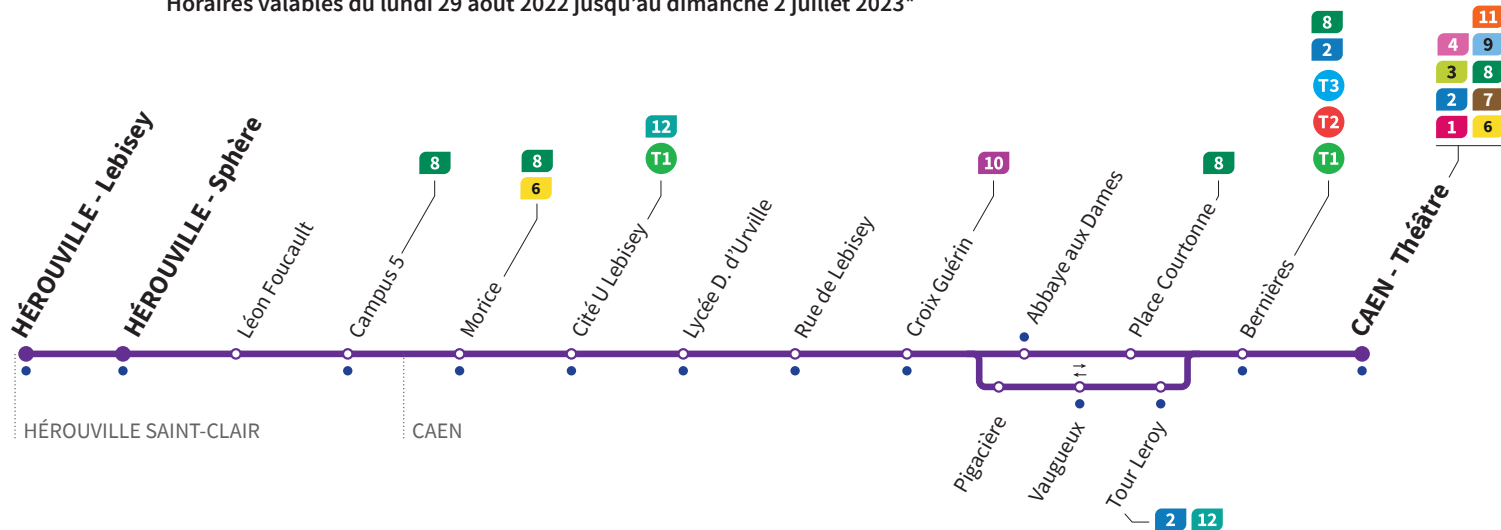 Horaires valables du lundi 29 août 2022 jusqu'au dimanche 2 juillet 2023*
HÉROUVILLE - Lebisey
HÉROUVILLE - Sphère
Léon Foucault
Campus 5
8
Morice
8
6
Cité U Lebisey
12
T1
Lycée D. d'Urville
Rue de Lebisey
Croix Guérin
10
Abbaye aux Dames
Place Courtonne
8
Bernières
8
2
T3
T2
T1
CAEN - Théâtre
11
4 9
3 8
2 7
1 6
Pigacière
Vaugueux
Tour Leroy
2 12
HÉROUVILLE SAINT-CLAIR
CAEN